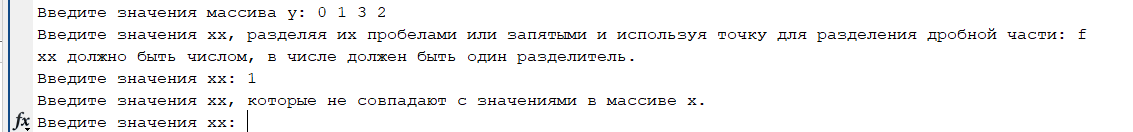 Введите значения массива y: 0 1 3 2
Введите значения xx, разделяя их пробелами или запятыми и используя точку для разделения дробной части: f
xx должно быть числом, в числе должен быть один разделитель.
Введите значения xx: 1
Введите значения xx, которые не совпадают с значениями в массиве x.
fx Введите значения xx: